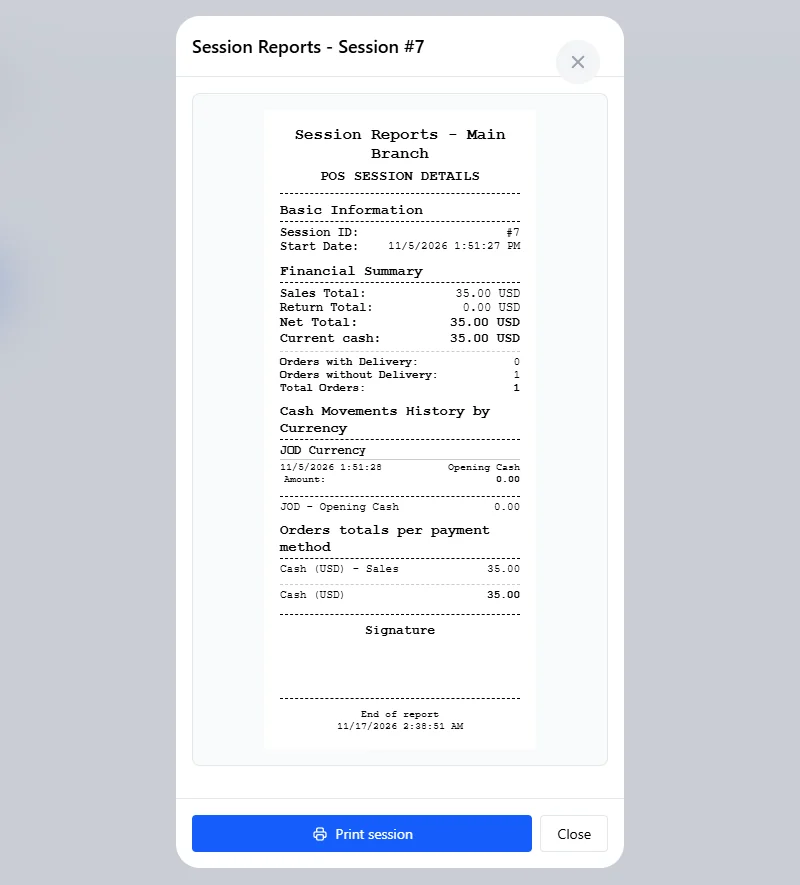 Session Reports - Session #7
Session Reports - Main
Branch
POS SESSION DETAILS
Basic Information
Session ID: #7
Start Date: 11/5/2026 1:51:27 PM
Financial Summary
Sales Total: 35.00 USD
Return Total: 0.00 USD
Net Total: 35.00 USD
Current cash: 35.00 USD
Orders with Delivery: 0
Orders without Delivery: 1
Total Orders: 1
Cash Movements History by
Currency
JOD Currency
11/5/2026 1:51:28 Opening Cash
Amount: 0.00
JOD - Opening Cash 0.00
Orders totals per payment
method
Cash (USD) - Sales 35.00
Cash (USD) 35.00
Signature
End of report
11/17/2026 2:38:51 AM
Print session
Close